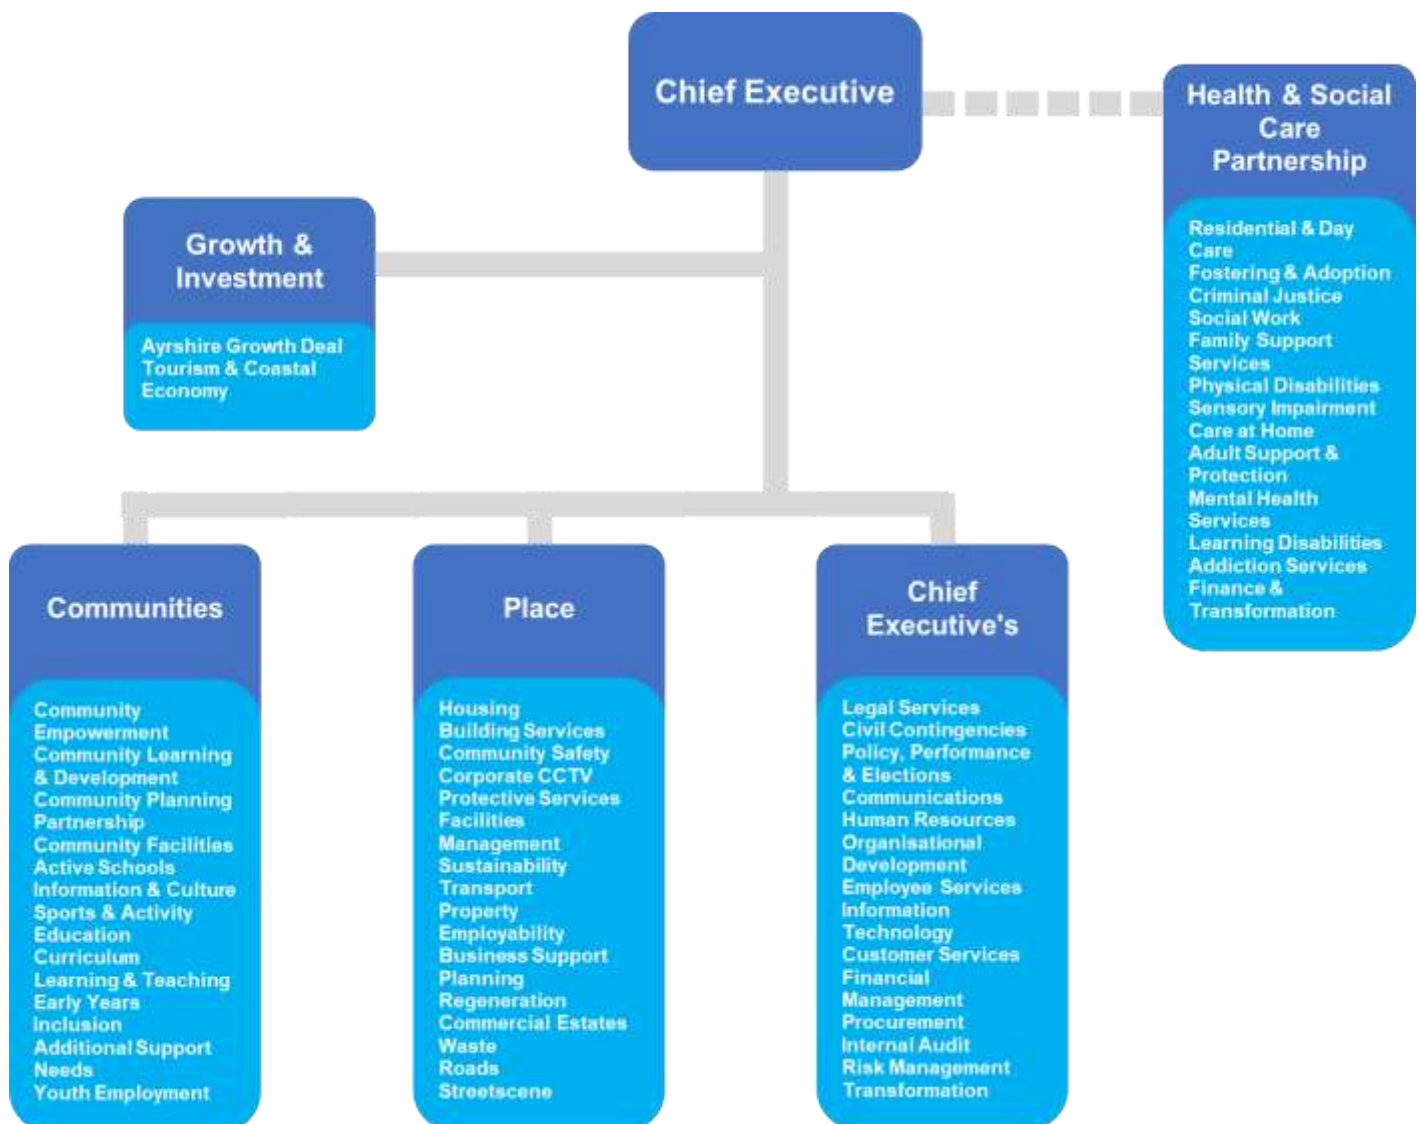 Chief Executive
Health & Social
Care
Partnership
Residential & Day
Care
Fostering & Adoption
Criminal Justice
Social Work
Family Support
Services
Physical Disabilities
Sensory Impairment
Care at Home
Adult Support &
Protection
Mental Health
Services
Learning Disabilities
Addiction Services
Finance &
Transformation
Growth &
Investment
Ayrshire Growth Deal
Tourism & Coastal
Economy
Communities
Community
Empowerment
Community Learning
& Development
Community Planning
Partnership
Community Facilities
Active Schools
Information & Culture
Sports & Activity
Education
Curriculum
Learning & Teaching
Early Years
Inclusion
Additional Support
Needs
Youth Employment
Place
Housing
Building Services
Community Safety
Corporate CCTV
Protective Services
Facilities
Management
Sustainability
Transport
Property
Employability
Business Support
Planning
Regeneration
Commercial Estates
Waste
Roads
Streetscene
Chief
Executive's
Legal Services
Civil Contingencies
Policy, Performance
& Elections
Communications
Human Resources
Organisational
Development
Employee Services
Information
Technology
Customer Services
Financial
Management
Procurement
Internal Audit
Risk Management
Transformation